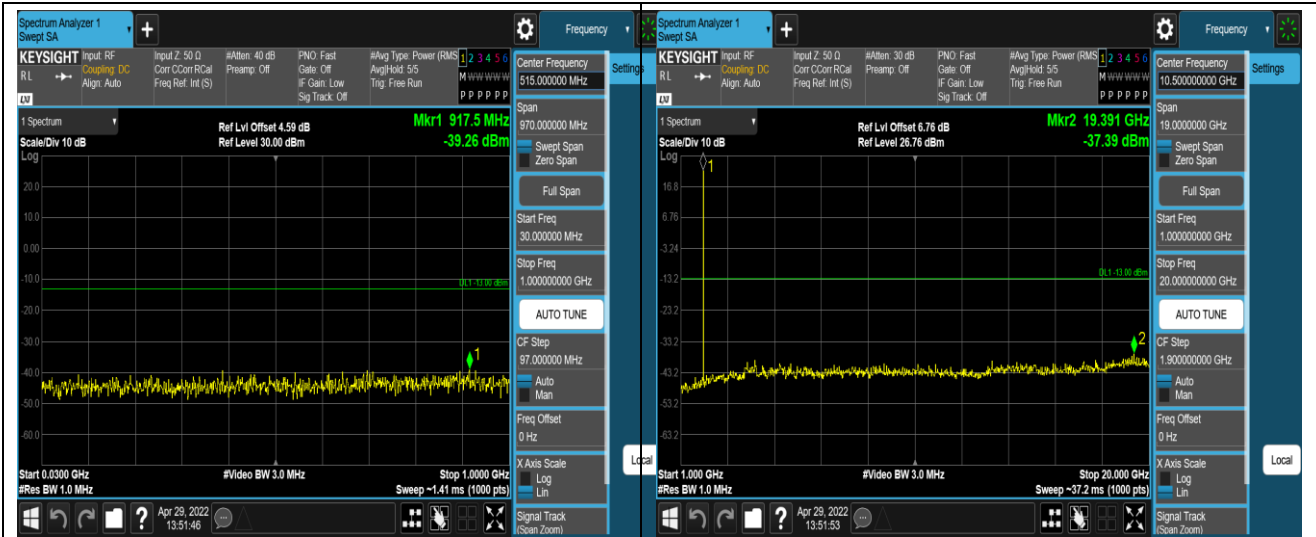 Spectrum Analyzer 1
Swept SA
+
Frequency
KEYSIGHT
RL
LXI
Input: RF
Coupling: DC
Align: Auto
Input Z: 50 Ω
Corr CCorr RCal
Freq Ref: Int (S)
#Atten: 40 dB
Preamp: Off
PNO: Fast
Gate: Off
IF Gain: Low
Sig Track: Off
#Avg Type: Power (RMS
Avg|Hold: 5/5
Trig: Free Run
1 2 3 4 5 6
M W W W W W
P P P P P P
1 Spectrum
Scale/Div 10 dB
Log
Ref Lvl Offset 4.59 dB
Ref Level 30.00 dBm
Mkr1 917.5 MHz
-39.26 dBm
20.0
10.0
0.00
-10.0
-20.0
-30.0
-40.0
-50.0
-60.0
DL1 -13.00 dBm
1
Start 0.0300 GHz
#Res BW 1.0 MHz
#Video BW 3.0 MHz
Stop 1.0000 GHz
Sweep ~1.41 ms (1000 pts)
Apr 29, 2022
13:51:46
?
Center Frequency
515.000000 MHz
Span
970.000000 MHz
Swept Span
Zero Span
Full Span
Start Freq
30.000000 MHz
Stop Freq
1.000000000 GHz
AUTO TUNE
CF Step
97.000000 MHz
Auto
Man
Freq Offset
0 Hz
X Axis Scale
Log
Lin
Signal Track
(Span Zoom)
Settings
Local
Spectrum Analyzer 1
Swept SA
+
Frequency
KEYSIGHT
RL
LXI
Input: RF
Coupling: DC
Align: Auto
Input Z: 50 Ω
Corr CCorr RCal
Freq Ref: Int (S)
#Atten: 30 dB
Preamp: Off
PNO: Fast
Gate: Off
IF Gain: Low
Sig Track: Off
#Avg Type: Power (RMS
Avg|Hold: 5/5
Trig: Free Run
1 2 3 4 5 6
M W W W W W
P P P P P P
1 Spectrum
Scale/Div 10 dB
Log
Ref Lvl Offset 6.76 dB
Ref Level 26.76 dBm
Mkr2 19.391 GHz
-37.39 dBm
1
16.8
6.76
-3.24
-13.2
-23.2
-33.2
-43.2
-53.2
-63.2
DL1 -13.00 dBm
2
Start 1.000 GHz
#Res BW 1.0 MHz
#Video BW 3.0 MHz
Stop 20.000 GHz
Sweep ~37.2 ms (1000 pts)
Apr 29, 2022
13:51:53
?
Center Frequency
10.500000000 GHz
Span
19.0000000 GHz
Swept Span
Zero Span
Full Span
Start Freq
1.000000000 GHz
Stop Freq
20.000000000 GHz
AUTO TUNE
CF Step
1.900000000 GHz
Auto
Man
Freq Offset
0 Hz
X Axis Scale
Log
Lin
Signal Track
(Span Zoom)
Settings
Local